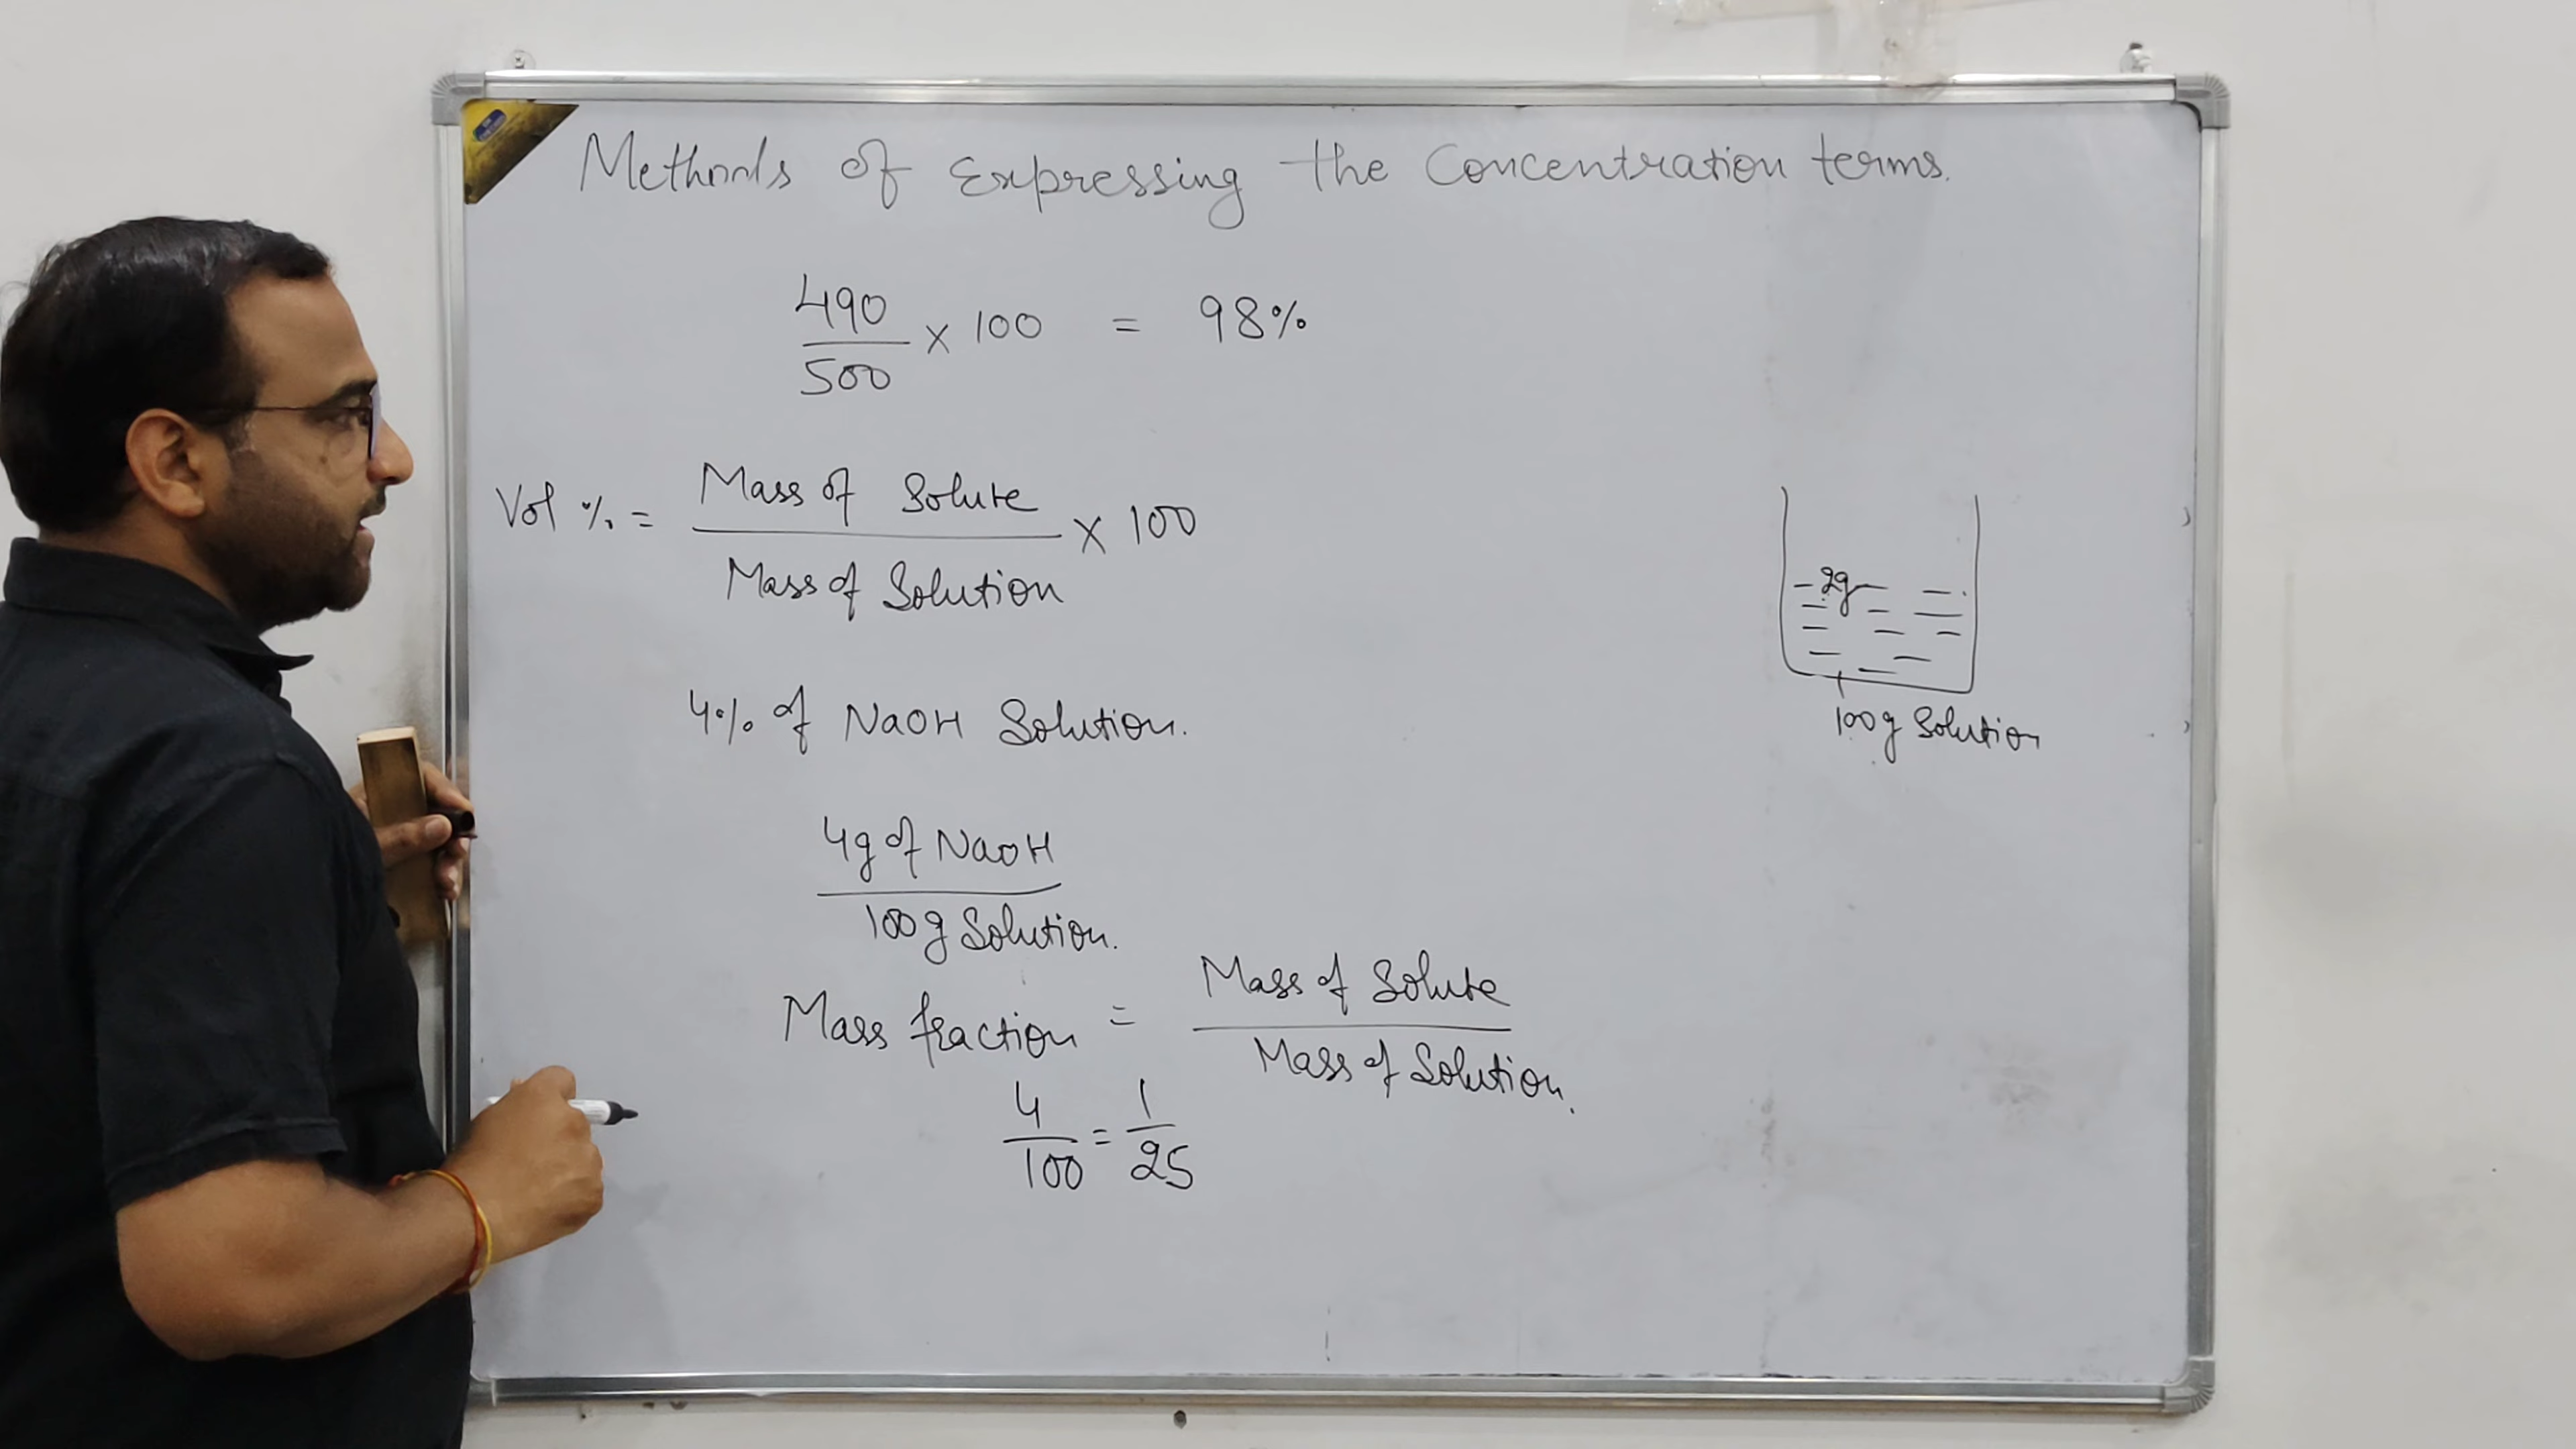 Methods of Expressing the Concentration terms.
490
500
× 100 = 98%
Vol % =
Mass of Solute
Mass of Solution
× 100
2g
100g Solution
4% of NaOH Solution.
4g of NaOH
100g Solution.
Mass fraction =
Mass of Solute
Mass of Solution.
4
100
=
1
25